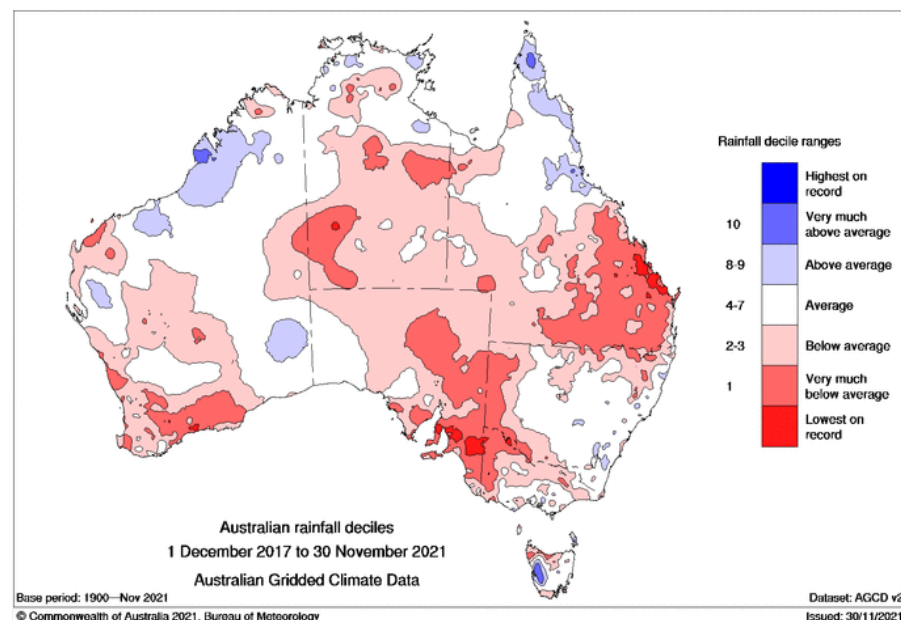 Rainfall decile ranges
Highest on
record
10
Very much
above average
8-9
Above average
4-7
Average
2-3
Below average
1
Very much
below average
Lowest on
record
Australian rainfall deciles
1 December 2017 to 30 November 2021
Australian Gridded Climate Data
Base period: 1900—Nov 2021
Dataset: AGCD v2
© Commonwealth of Australia 2021, Bureau of Meteorology
Issued: 30/11/2021